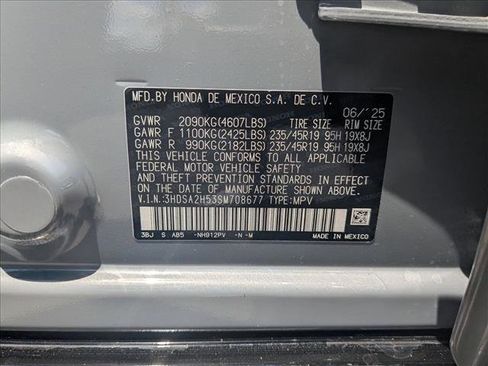 MFD.BY HONDA DE MEXICO S.A. DE C.V. 06/'25
GVWR 2090KG(4607LBS) TIRE SIZE RIM SIZE
GAWR F 1100KG(2425LBS) 235/45R19 95H 19X8J
GAWR R 990KG(2182LBS) 235/45R19 95H 19X8J
THIS VEHICLE CONFORMS TO ALL APPLICABLE
FEDERAL MOTOR VEHICLE SAFETY
AND THEFT PREVENTION STANDARDS IN EFFECT
ON THE DATE OF MANUFACTURE SHOWN ABOVE.
V.I.N:3HDSA2H53SM708677 TYPE:MPV
3BJ S A85 -NH912PV -N -M MADE IN MEXICO